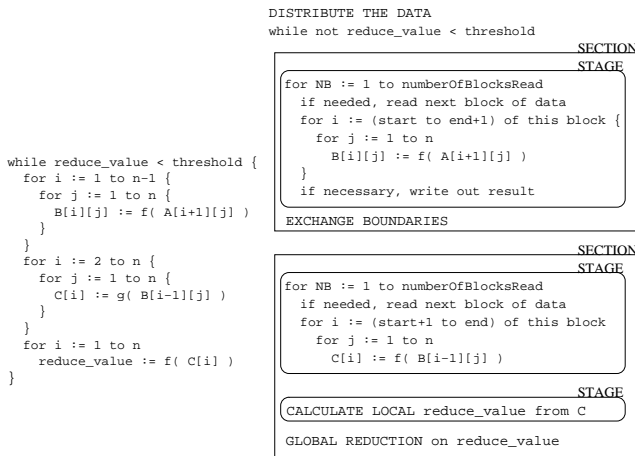 while reduce_value < threshold {
for i := 1 to n-1 {
for j := 1 to n {
B[i][j] := f( A[i+1][j] )
}
}
for i := 2 to n {
for j := 1 to n {
C[i] := g( B[i-1][j] )
}
}
for i := 1 to n
reduce_value := f( C[i] )
}
DISTRIBUTE THE DATA
while not reduce_value < threshold
SECTION
STAGE
for NB := 1 to numberOfBlocksRead
if needed, read next block of data
for i := (start to end+1) of this block {
for j := 1 to n
B[i][j] := f( A[i+1][j] )
}
if necessary, write out result
EXCHANGE BOUNDARIES
SECTION
STAGE
for NB := 1 to numberOfBlocksRead
if needed, read next block of data
for i := (start+1 to end) of this block
for j := 1 to n
C[i] := f( B[i-1][j] )
STAGE
CALCULATE LOCAL reduce_value from C
GLOBAL REDUCTION on reduce_value